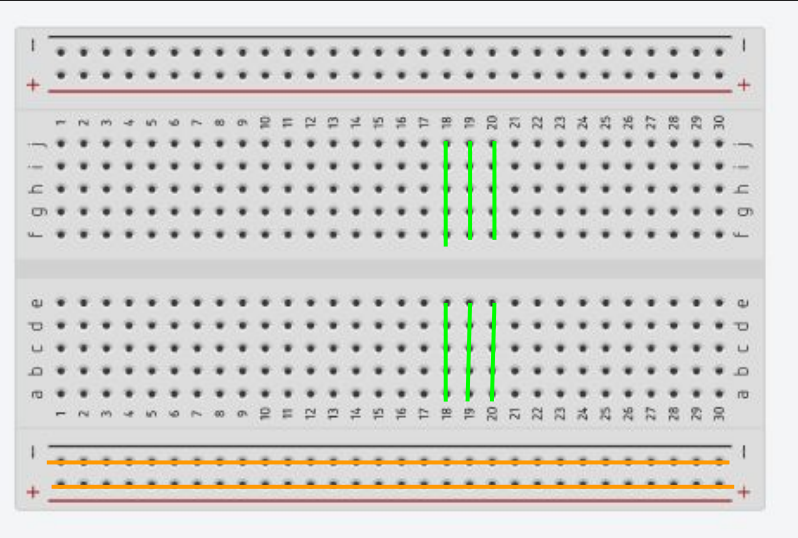 − −
+ +
1 2 3 4 5 6 7 8 9 10 11 12 13 14 15 16 17 18 19 20 21 22 23 24 25 26 27 28 29 30
j j
i i
h h
g g
f f
e e
d d
c c
b b
a a
1 2 3 4 5 6 7 8 9 10 11 12 13 14 15 16 17 18 19 20 21 22 23 24 25 26 27 28 29 30
− −
+ +